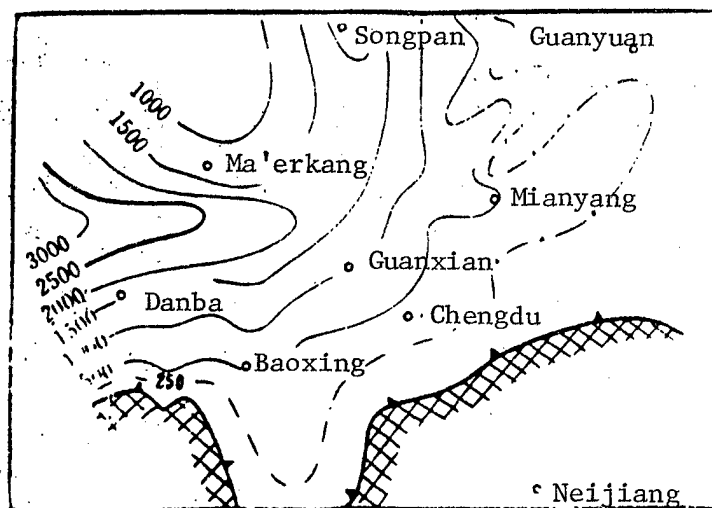 Songpan
Guanyuan
1000
1500
Ma'erkang
Mianyang
3000
2500
Guanxian
Danba
Chengdu
Baoxing
250
Neijiang